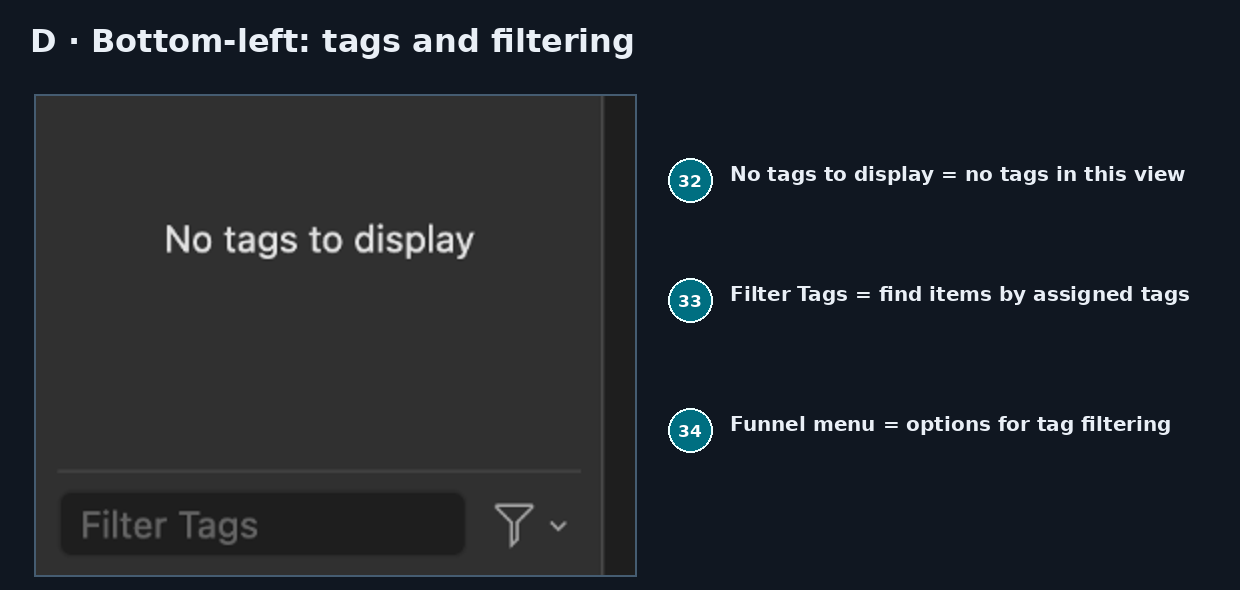 D · Bottom-left: tags and filtering
No tags to display
Filter Tags
32 No tags to display = no tags in this view
33 Filter Tags = find items by assigned tags
34 Funnel menu = options for tag filtering